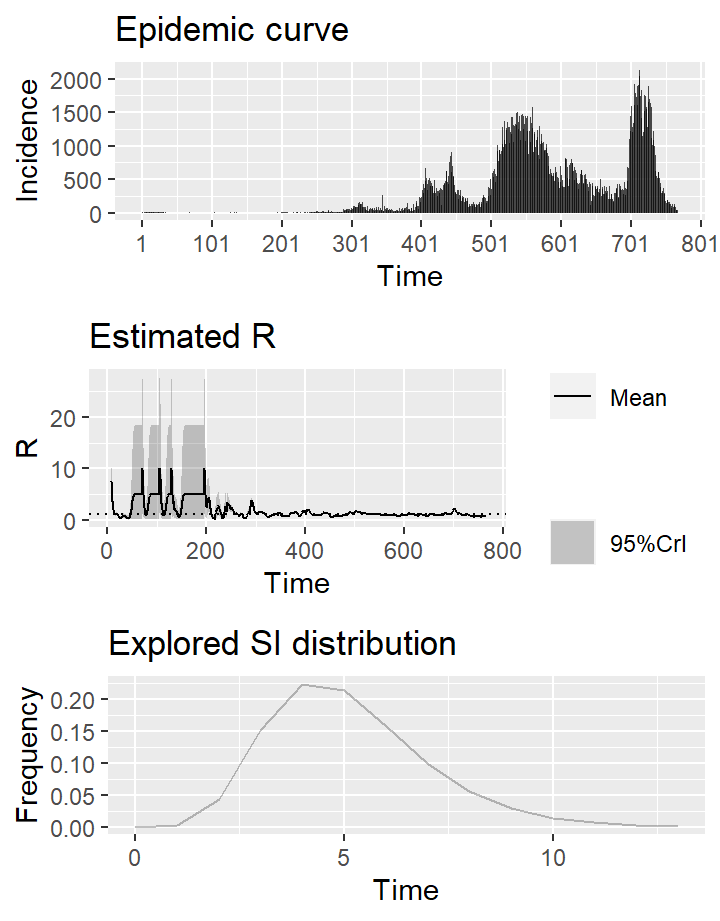 Epidemic curve
Incidence
2000
1500
1000
500
0
1 101 201 301 401 501 601 701 801
Time
Estimated R
R
20
10
0
0 200 400 600 800
Time
Mean
95%CrI
Explored SI distribution
Frequency
0.20
0.15
0.10
0.05
0.00
0 5 10
Time